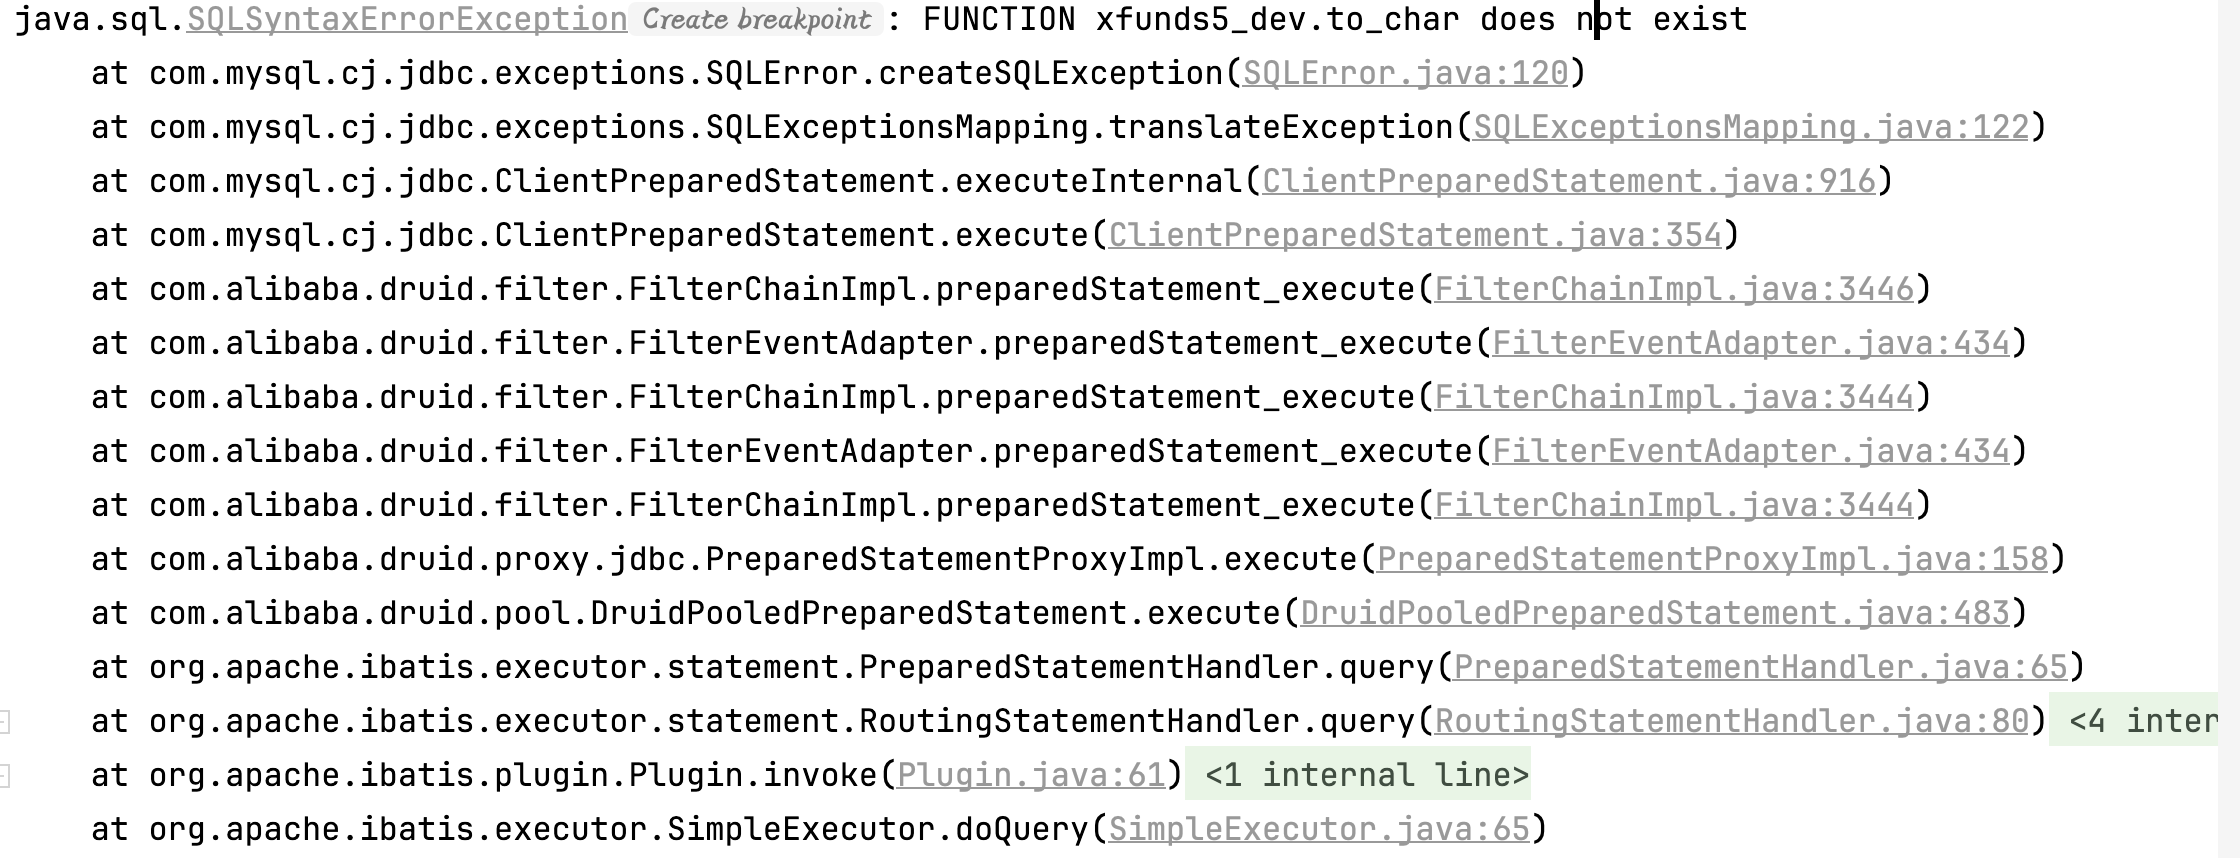 java.sql.SQLSyntaxErrorException Create breakpoint : FUNCTION xfunds5_dev.to_char does not exist
at com.mysql.cj.jdbc.exceptions.SQLError.createSQLException(SQLError.java:120)
at com.mysql.cj.jdbc.exceptions.SQLExceptionsMapping.translateException(SQLExceptionsMapping.java:122)
at com.mysql.cj.jdbc.ClientPreparedStatement.executeInternal(ClientPreparedStatement.java:916)
at com.mysql.cj.jdbc.ClientPreparedStatement.execute(ClientPreparedStatement.java:354)
at com.alibaba.druid.filter.FilterChainImpl.preparedStatement_execute(FilterChainImpl.java:3446)
at com.alibaba.druid.filter.FilterEventAdapter.preparedStatement_execute(FilterEventAdapter.java:434)
at com.alibaba.druid.filter.FilterChainImpl.preparedStatement_execute(FilterChainImpl.java:3444)
at com.alibaba.druid.filter.FilterEventAdapter.preparedStatement_execute(FilterEventAdapter.java:434)
at com.alibaba.druid.filter.FilterChainImpl.preparedStatement_execute(FilterChainImpl.java:3444)
at com.alibaba.druid.proxy.jdbc.PreparedStatementProxyImpl.execute(PreparedStatementProxyImpl.java:158)
at com.alibaba.druid.pool.DruidPooledPreparedStatement.execute(DruidPooledPreparedStatement.java:483)
at org.apache.ibatis.executor.statement.PreparedStatementHandler.query(PreparedStatementHandler.java:65)
at org.apache.ibatis.executor.statement.RoutingStatementHandler.query(RoutingStatementHandler.java:80) <4 inter
at org.apache.ibatis.plugin.Plugin.invoke(Plugin.java:61) <1 internal line>
at org.apache.ibatis.executor.SimpleExecutor.doQuery(SimpleExecutor.java:65)